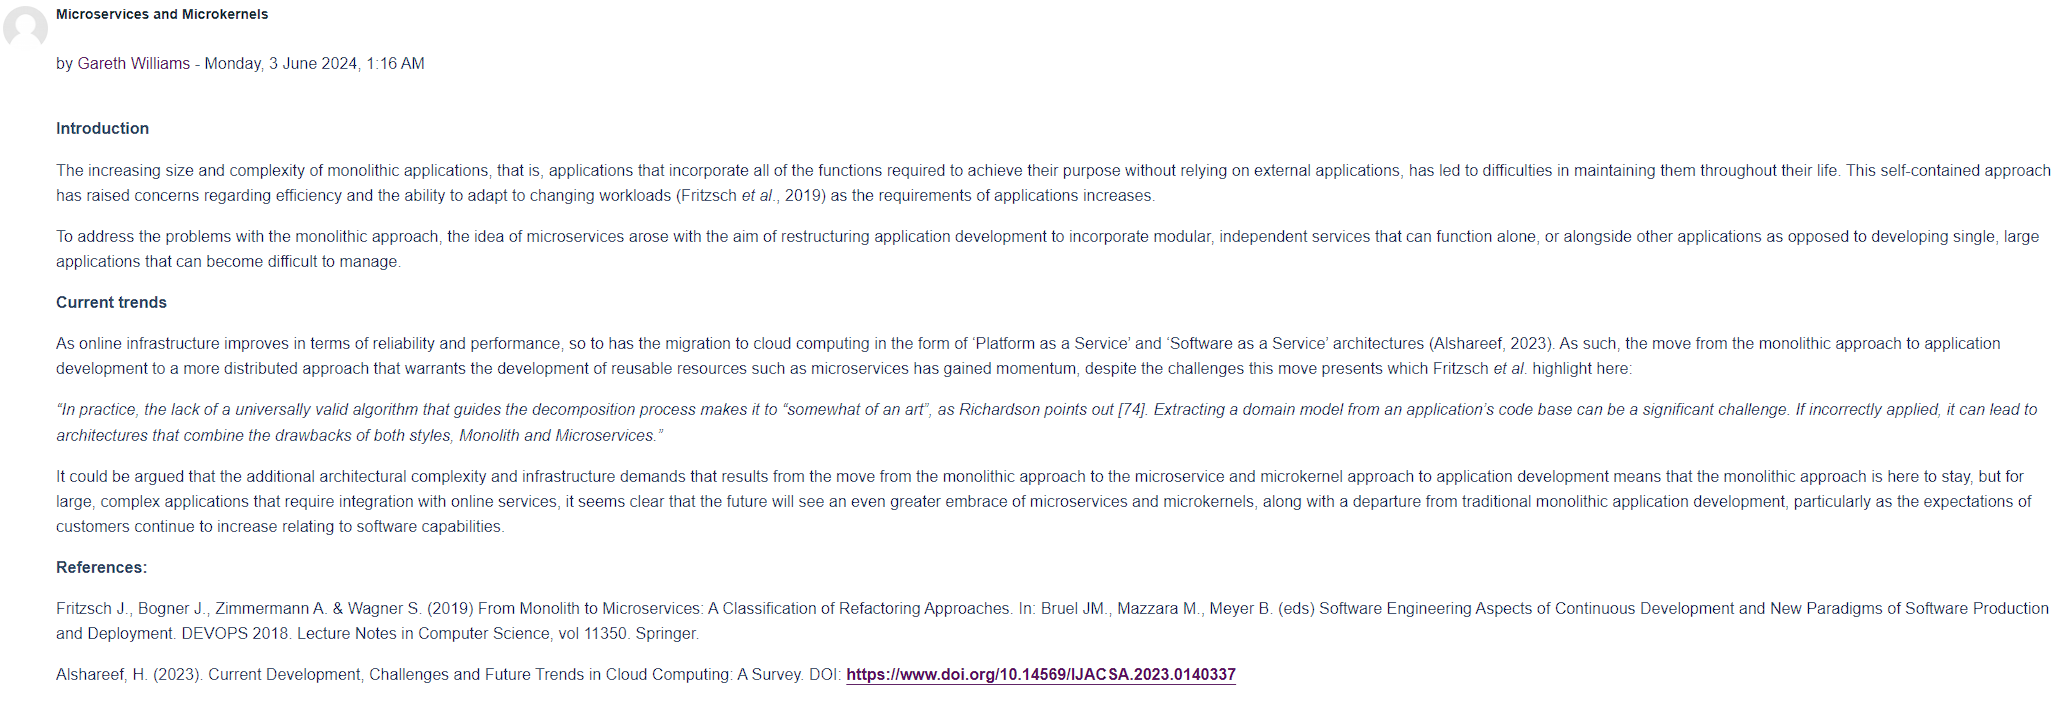 Microservices and Microkernels
by Gareth Williams - Monday, 3 June 2024, 1:16 AM
Introduction
The increasing size and complexity of monolithic applications, that is, applications that incorporate all of the functions required to achieve their purpose without relying on external applications, has led to difficulties in maintaining them throughout their life. This self-contained approach
has raised concerns regarding efficiency and the ability to adapt to changing workloads (Fritzsch et al., 2019) as the requirements of applications increases.
To address the problems with the monolithic approach, the idea of microservices arose with the aim of restructuring application development to incorporate modular, independent services that can function alone, or alongside other applications as opposed to developing single, large
applications that can become difficult to manage.
Current trends
As online infrastructure improves in terms of reliability and performance, so to has the migration to cloud computing in the form of ‘Platform as a Service’ and ‘Software as a Service’ architectures (Alshareef, 2023). As such, the move from the monolithic approach to application
development to a more distributed approach that warrants the development of reusable resources such as microservices has gained momentum, despite the challenges this move presents which Fritzsch et al. highlight here:
“In practice, the lack of a universally valid algorithm that guides the decomposition process makes it to “somewhat of an art”, as Richardson points out [74]. Extracting a domain model from an application’s code base can be a significant challenge. If incorrectly applied, it can lead to
architectures that combine the drawbacks of both styles, Monolith and Microservices.”
It could be argued that the additional architectural complexity and infrastructure demands that results from the move from the monolithic approach to the microservice and microkernel approach to application development means that the monolithic approach is here to stay, but for
large, complex applications that require integration with online services, it seems clear that the future will see an even greater embrace of microservices and microkernels, along with a departure from traditional monolithic application development, particularly as the expectations of
customers continue to increase relating to software capabilities.
References:
Fritzsch J., Bogner J., Zimmermann A. & Wagner S. (2019) From Monolith to Microservices: A Classification of Refactoring Approaches. In: Bruel JM., Mazzara M., Meyer B. (eds) Software Engineering Aspects of Continuous Development and New Paradigms of Software Production
and Deployment. DEVOPS 2018. Lecture Notes in Computer Science, vol 11350. Springer.
Alshareef, H. (2023). Current Development, Challenges and Future Trends in Cloud Computing: A Survey. DOI: https://www.doi.org/10.14569/IJACSA.2023.0140337